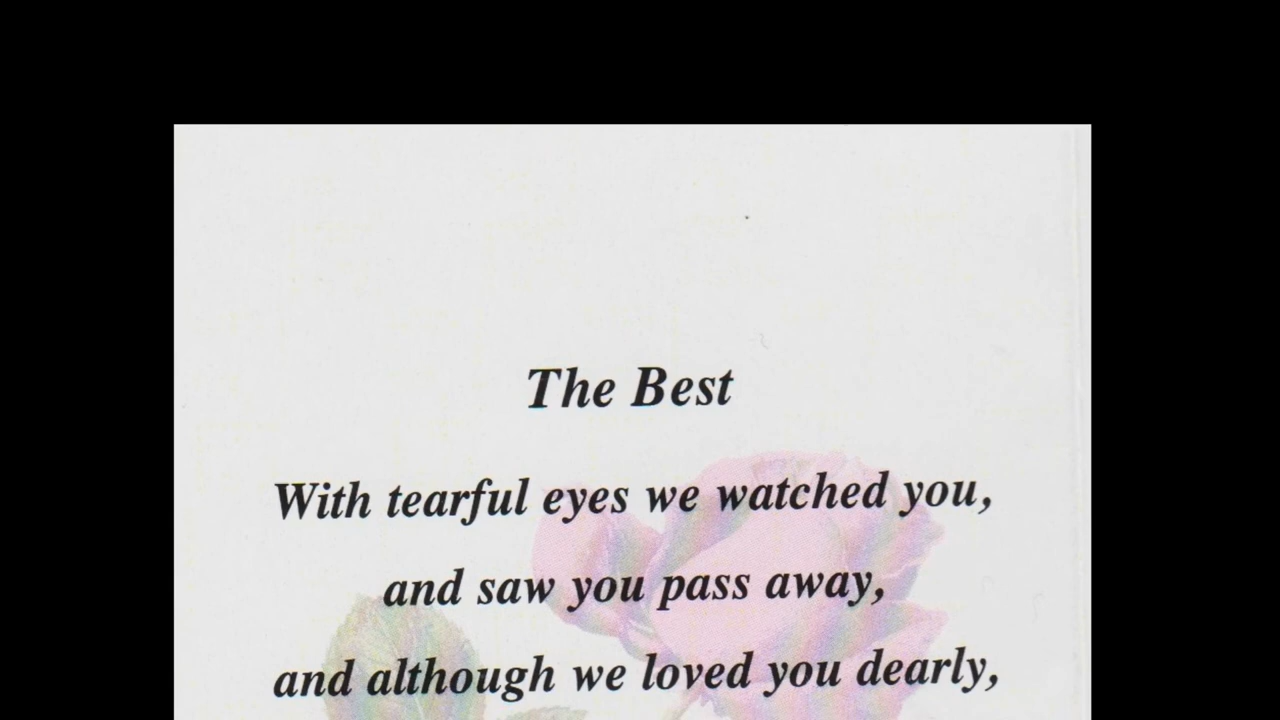 The Best
With tearful eyes we watched you,
and saw you pass away,
and although we loved you dearly,